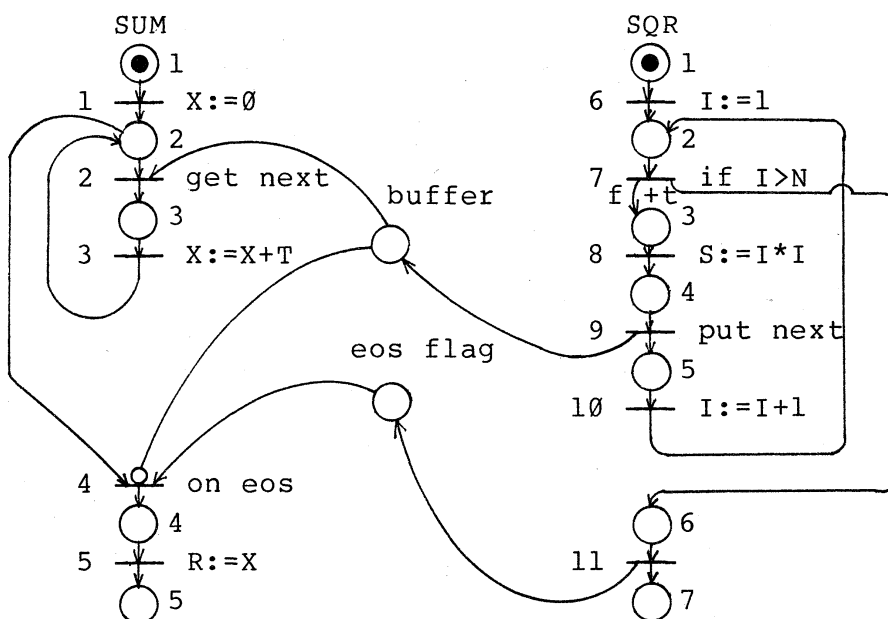 SUM SQR
1 1
1 X:=Ø 6 I:=1
2 2
2 get next 7 if I>N
f +t
3 buffer 3
3 X:=X+T 8 S:=I*I
4
9 put next
eos flag
5
1Ø I:=I+1
4 on eos
4 6
5 R:=X 11
5 7